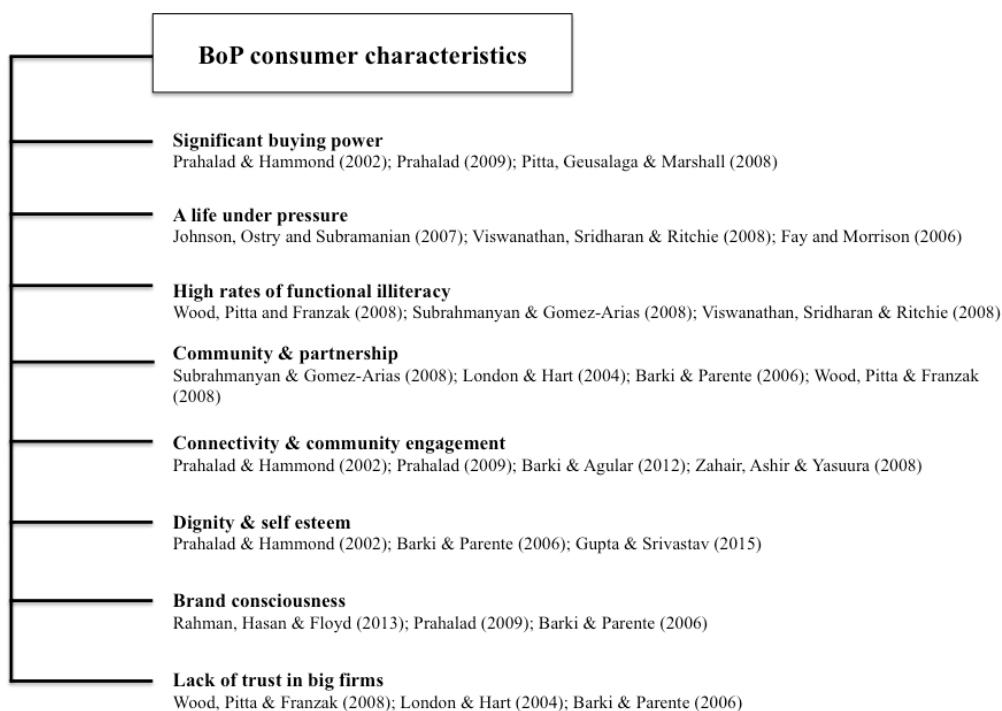 BoP consumer characteristics
Significant buying power
Prahalad & Hammond (2002); Prahalad (2009); Pitta, Geusalaga & Marshall (2008)
A life under pressure
Johnson, Ostry and Subramanian (2007); Viswanathan, Sridharan & Ritchie (2008); Fay and Morrison (2006)
High rates of functional illiteracy
Wood, Pitta and Franzak (2008); Subrahmanyan & Gomez-Arias (2008); Viswanathan, Sridharan & Ritchie (2008)
Community & partnership
Subrahmanyan & Gomez-Arias (2008); London & Hart (2004); Barki & Parente (2006); Wood, Pitta & Franzak
(2008)
Connectivity & community engagement
Prahalad & Hammond (2002); Prahalad (2009); Barki & Agular (2012); Zahair, Ashir & Yasuura (2008)
Dignity & self esteem
Prahalad & Hammond (2002); Barki & Parente (2006); Gupta & Srivastav (2015)
Brand consciousness
Rahman, Hasan & Floyd (2013); Prahalad (2009); Barki & Parente (2006)
Lack of trust in big firms
Wood, Pitta & Franzak (2008); London & Hart (2004); Barki & Parente (2006)